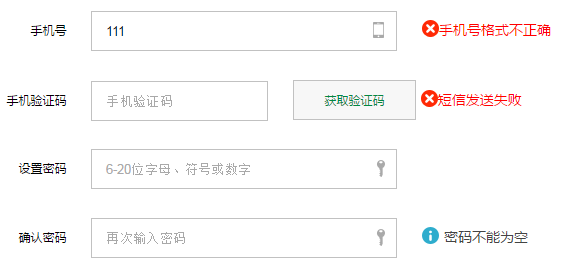 手机号 111 手机号格式不正确
手机验证码 手机验证码 获取验证码 短信发送失败
设置密码 6-20位字母、符号或数字
确认密码 再次输入密码 密码不能为空